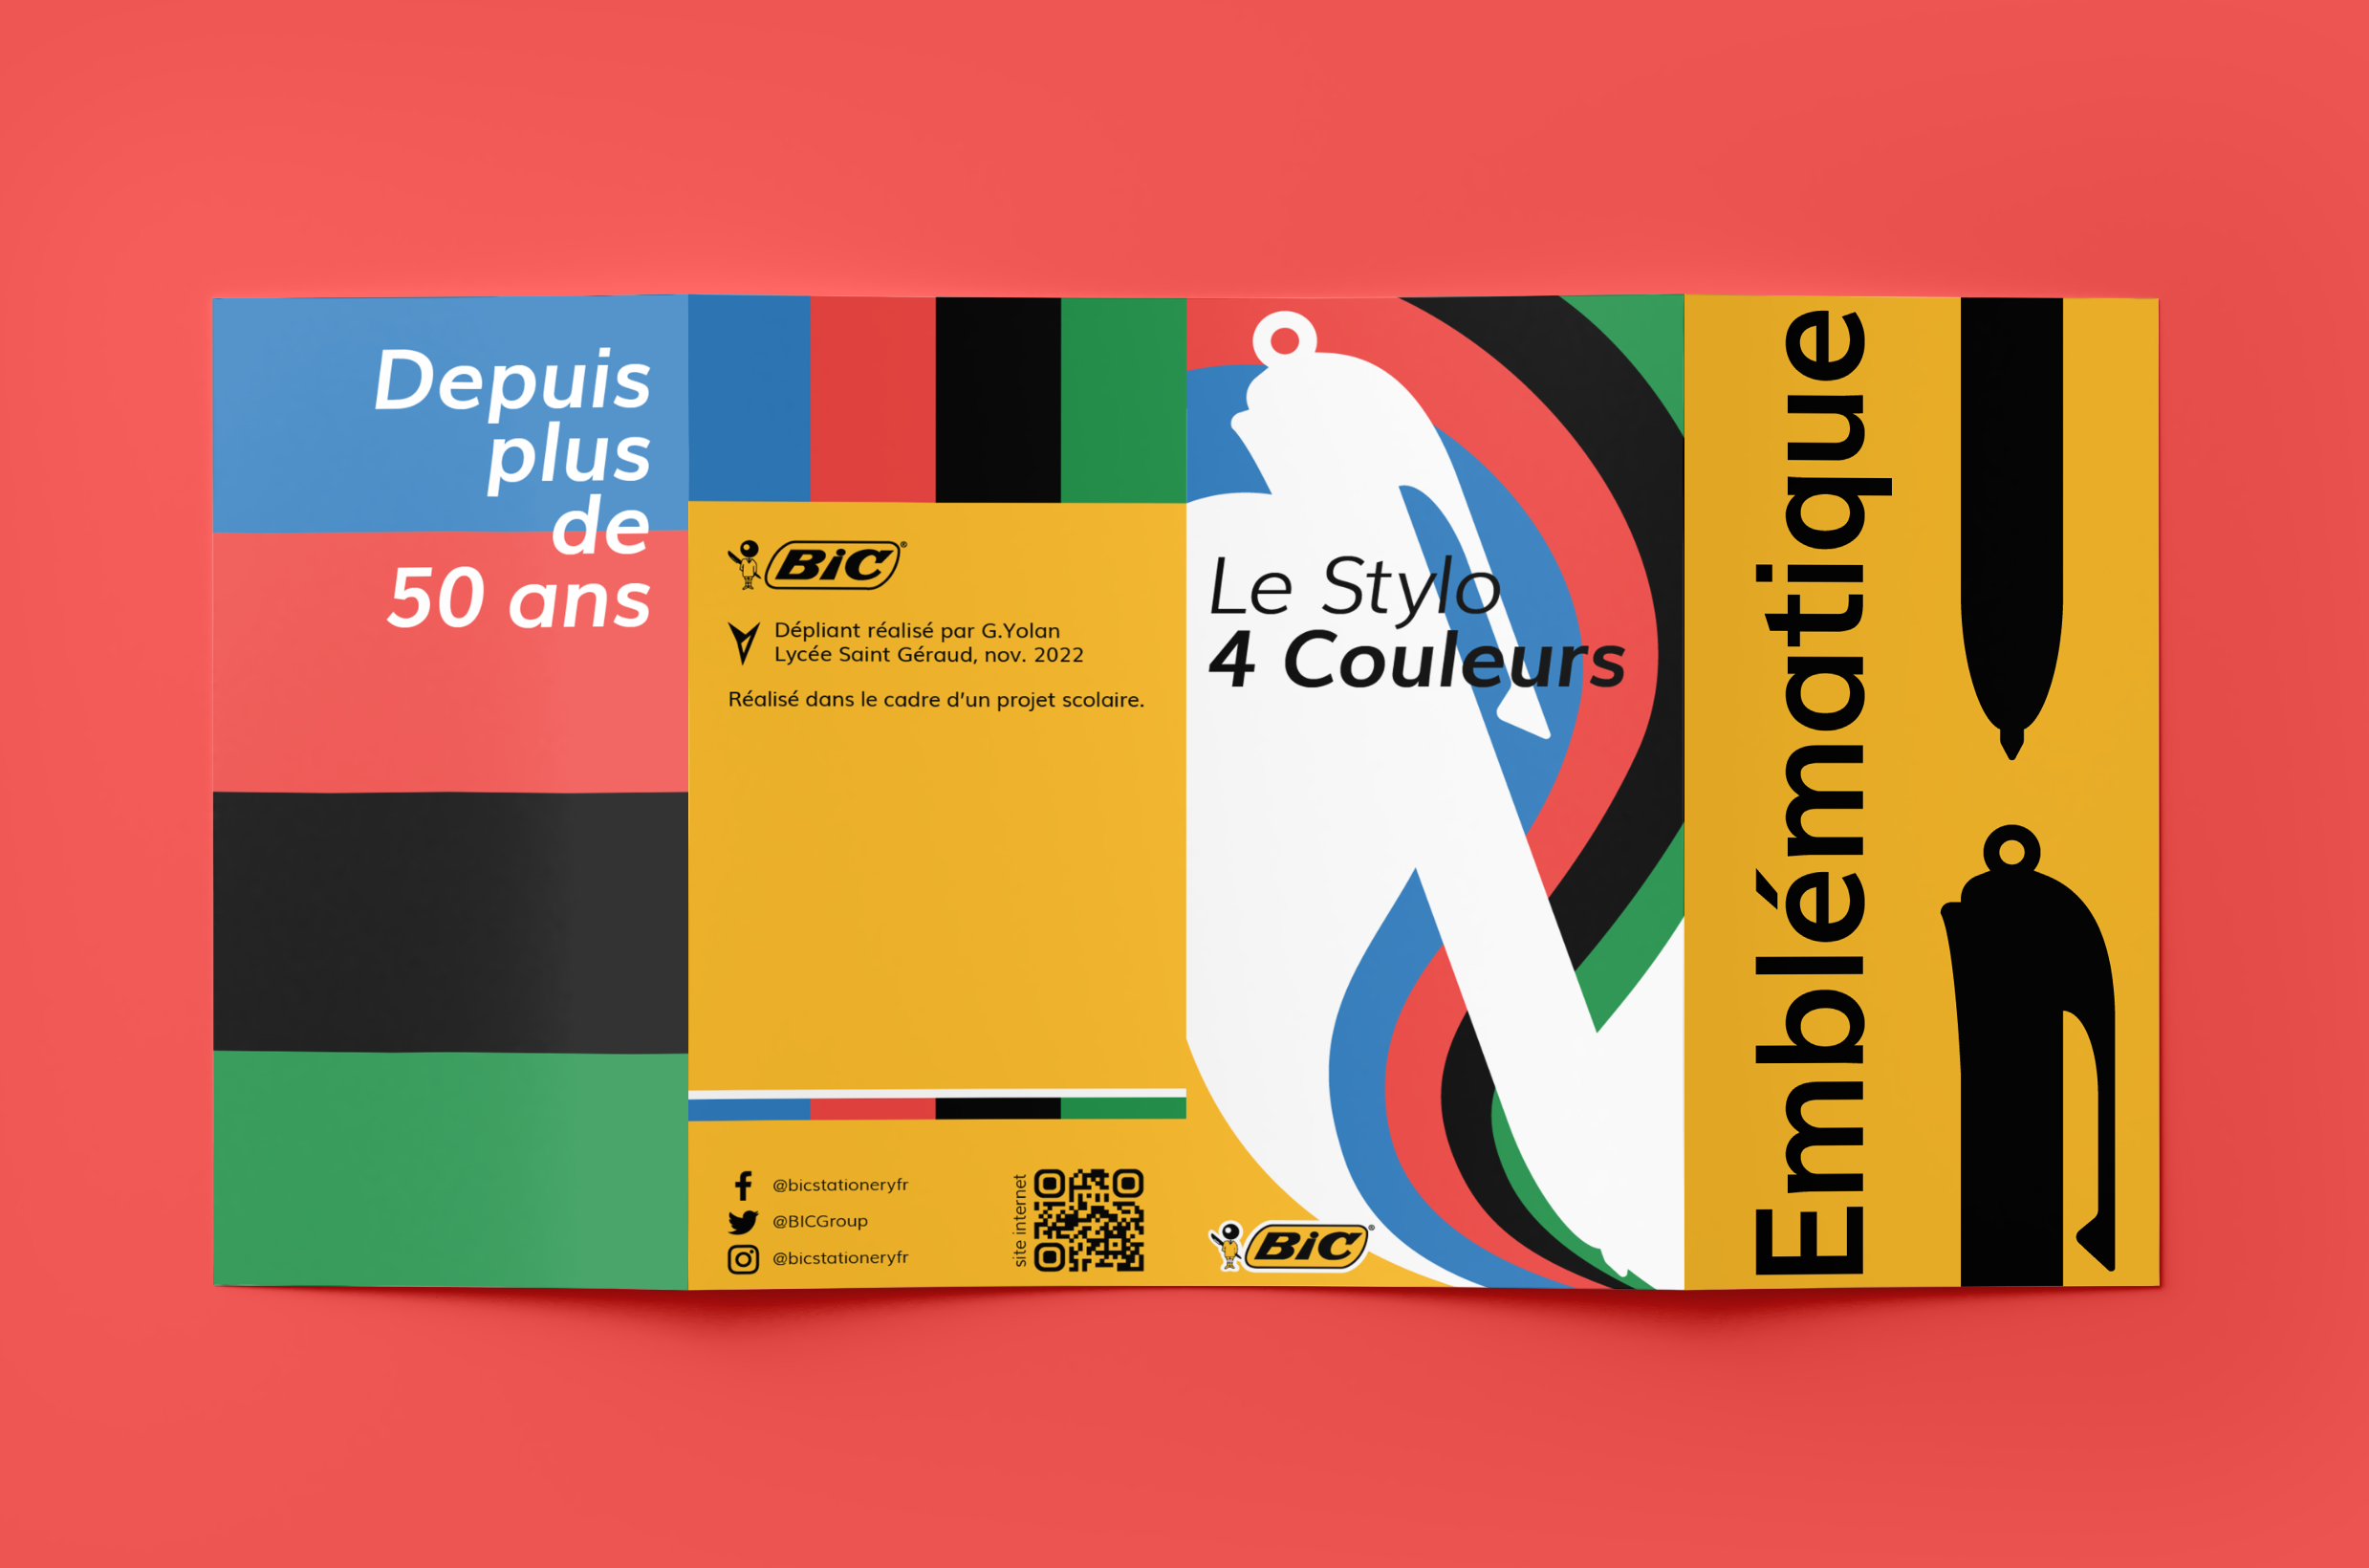 Depuis
plus
de
50 ans
BiC®
Dépliant réalisé par G.Yolan
Lycée Saint Géraud, nov. 2022
Réalisé dans le cadre d'un projet scolaire.
@bicstationeryfr
@BICGroup
@bicstationeryfr
site internet
Le Stylo
4 Couleurs
BiC®
Emblématique